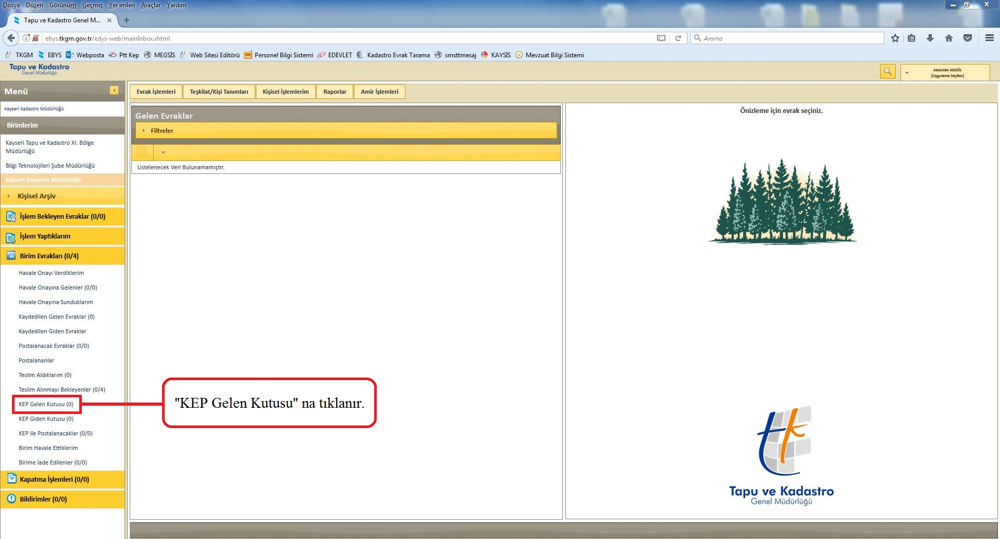 Dosya Düzen Görünüm Geçmiş Yer imleri Araçlar Yardım
Tapu ve Kadastro Genel M...
ebys.tkgm.gov.tr/edys-web/mainInbox.xhtml
Arama
TKGM EBYS Webposta Ptt Kep MEGSİS Web Sitesi Editörü PBS Personel Bilgi Sistemi EDEVLET Kadastro Evrak Tarama smsttmesaj KAYSİS Mevzuat Bilgi Sistemi
Tapu ve Kadastro
Genel Müdürlüğü
Abdullah AKDÖL
(Uygulama Sayfası)
Menü
Kayseri Kadastro Müdürlüğü
Birimlerim
Kayseri Tapu ve Kadastro XI. Bölge
Müdürlüğü
Bilgi Teknolojileri Şube Müdürlüğü
Kayseri Kadastro Müdürlüğü
Kişisel Arşiv
İşlem Bekleyen Evraklar (0/0)
İşlem Yaptıklarım
Birim Evrakları (0/4)
Havale Onayı Verdiklerim
Havale Onayına Gelenler (0/0)
Havale Onayına Sunduklarım
Kaydedilen Gelen Evraklar (0)
Kaydedilen Giden Evraklar
Postalanacak Evraklar (0/0)
Postalananlar
Teslim Aldıklarım (0)
Teslim Alınmayı Bekleyenler (0/4)
KEP Gelen Kutusu (0)
KEP Giden Kutusu (0)
KEP ile Postalanacaklar (0/0)
Birim Havale Ettiklerim
Birime İade Edilenler (0/0)
Kapatma İşlemleri (0/0)
Bildirimler (0/0)
Evrak İşlemleri Teşkilat/Kişi Tanımları Kişisel İşlemlerim Raporlar Amir İşlemleri
Gelen Evraklar
Filtreler
Listelenecek Veri Bulunamamıştır.
"KEP Gelen Kutusu" na tıklanır.
Önizleme için evrak seçiniz.
tk
Tapu ve Kadastro
Genel Müdürlüğü